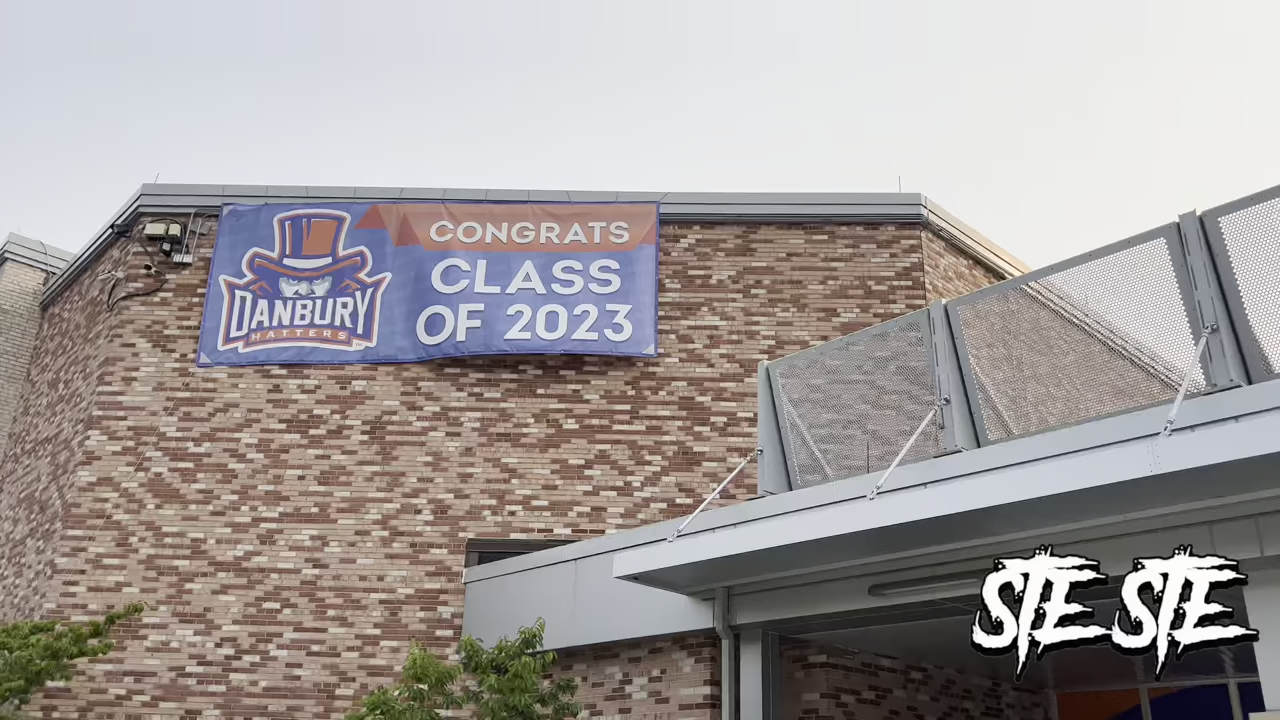 CONGRATS
CLASS
OF 2023
DANBURY
HATTERS
STE STE